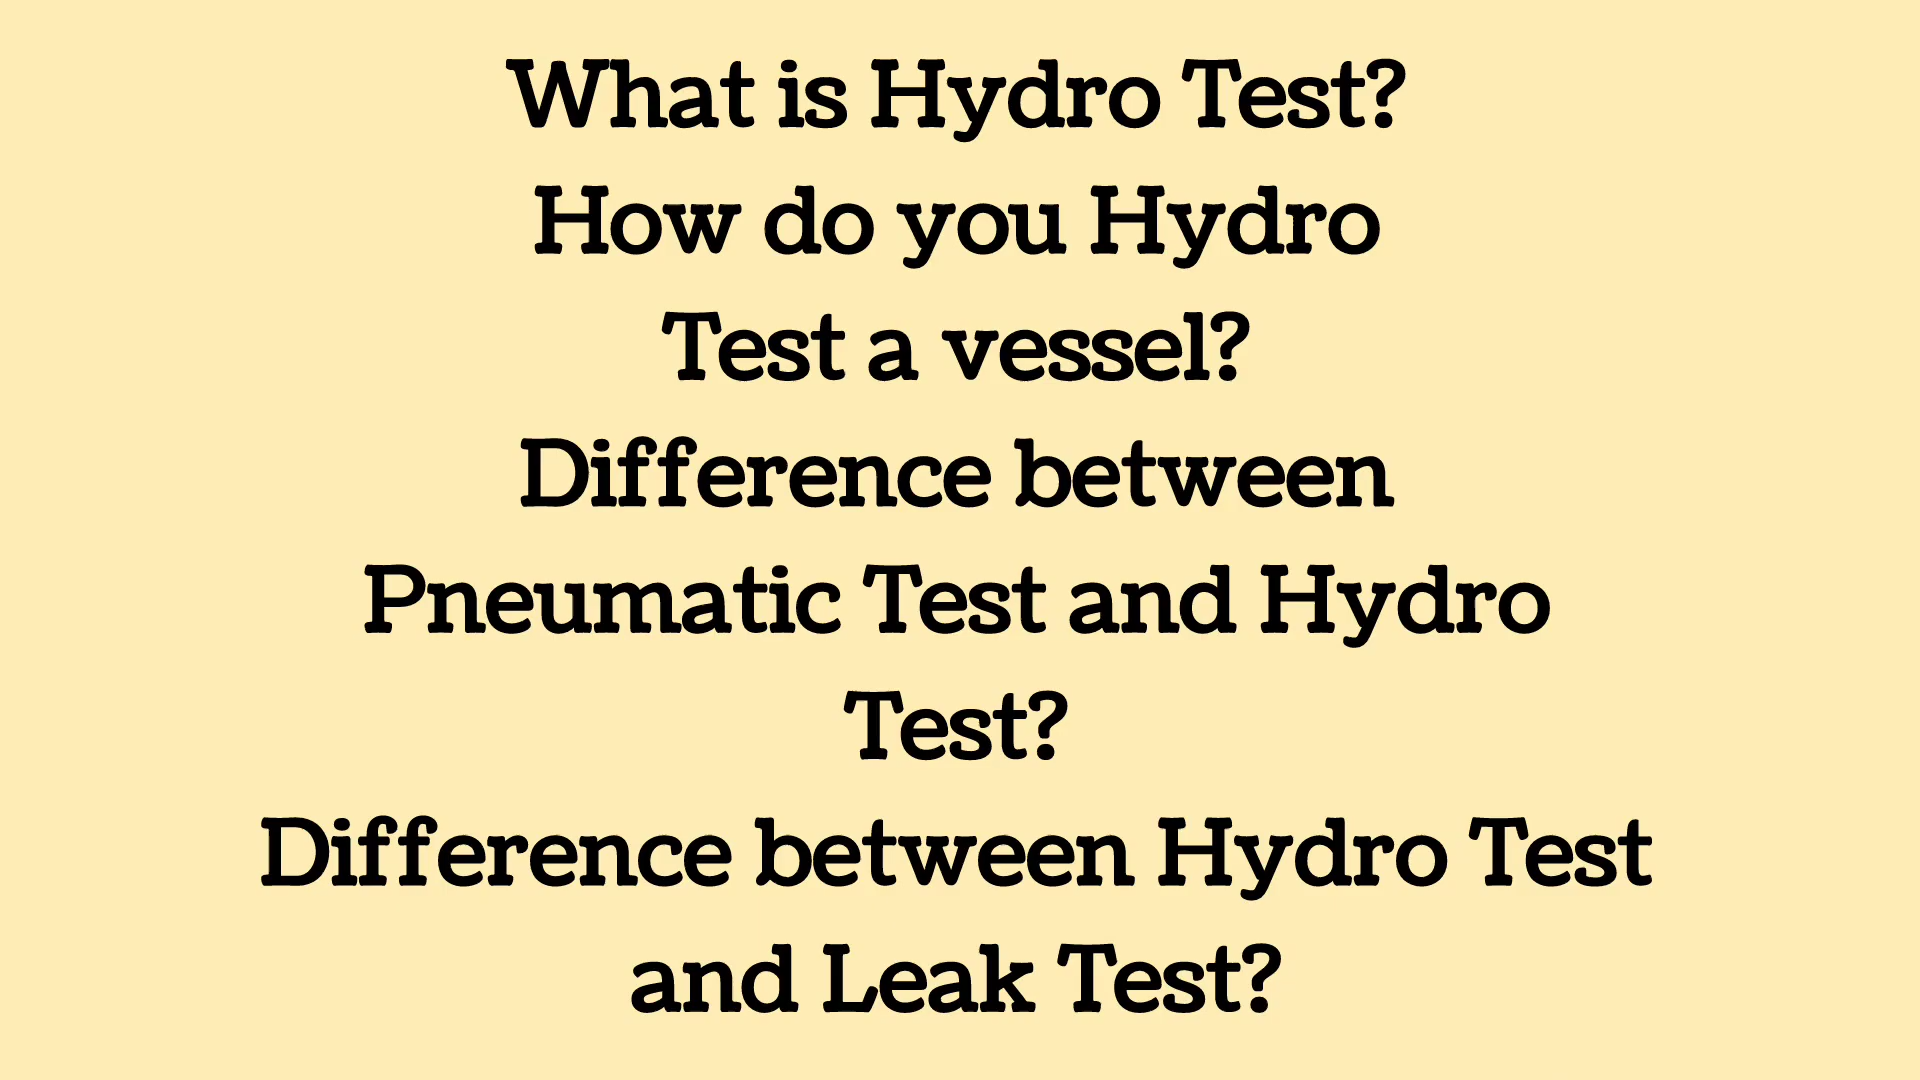 What is Hydro Test?
How do you Hydro
Test a vessel?
Difference between
Pneumatic Test and Hydro
Test?
Difference between Hydro Test
and Leak Test?